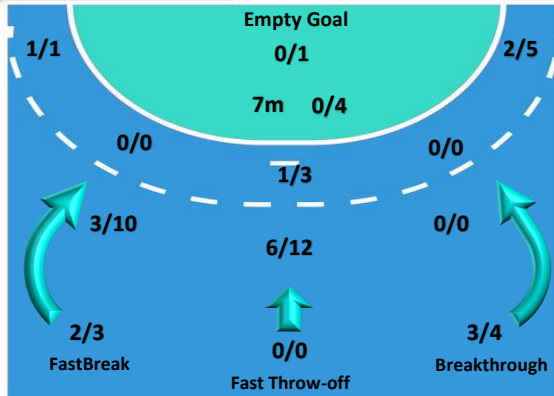 Empty Goal
1/1 0/1 2/5
7m 0/4
0/0 0/0
1/3
3/10 0/0
6/12
2/3 3/4
0/0
FastBreak Breakthrough
Fast Throw-off